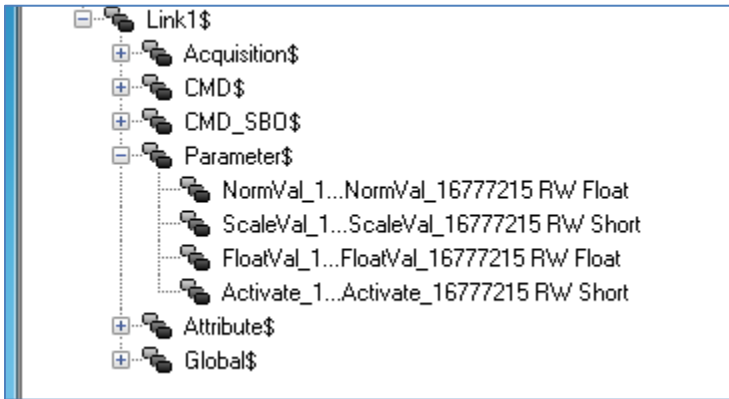 Link1$
Acquisition$
CMD$
CMD_SBO$
Parameter$
NormVal_1...NormVal_16777215 RW Float
ScaleVal_1...ScaleVal_16777215 RW Short
FloatVal_1...FloatVal_16777215 RW Float
Activate_1...Activate_16777215 RW Short
Attribute$
Global$